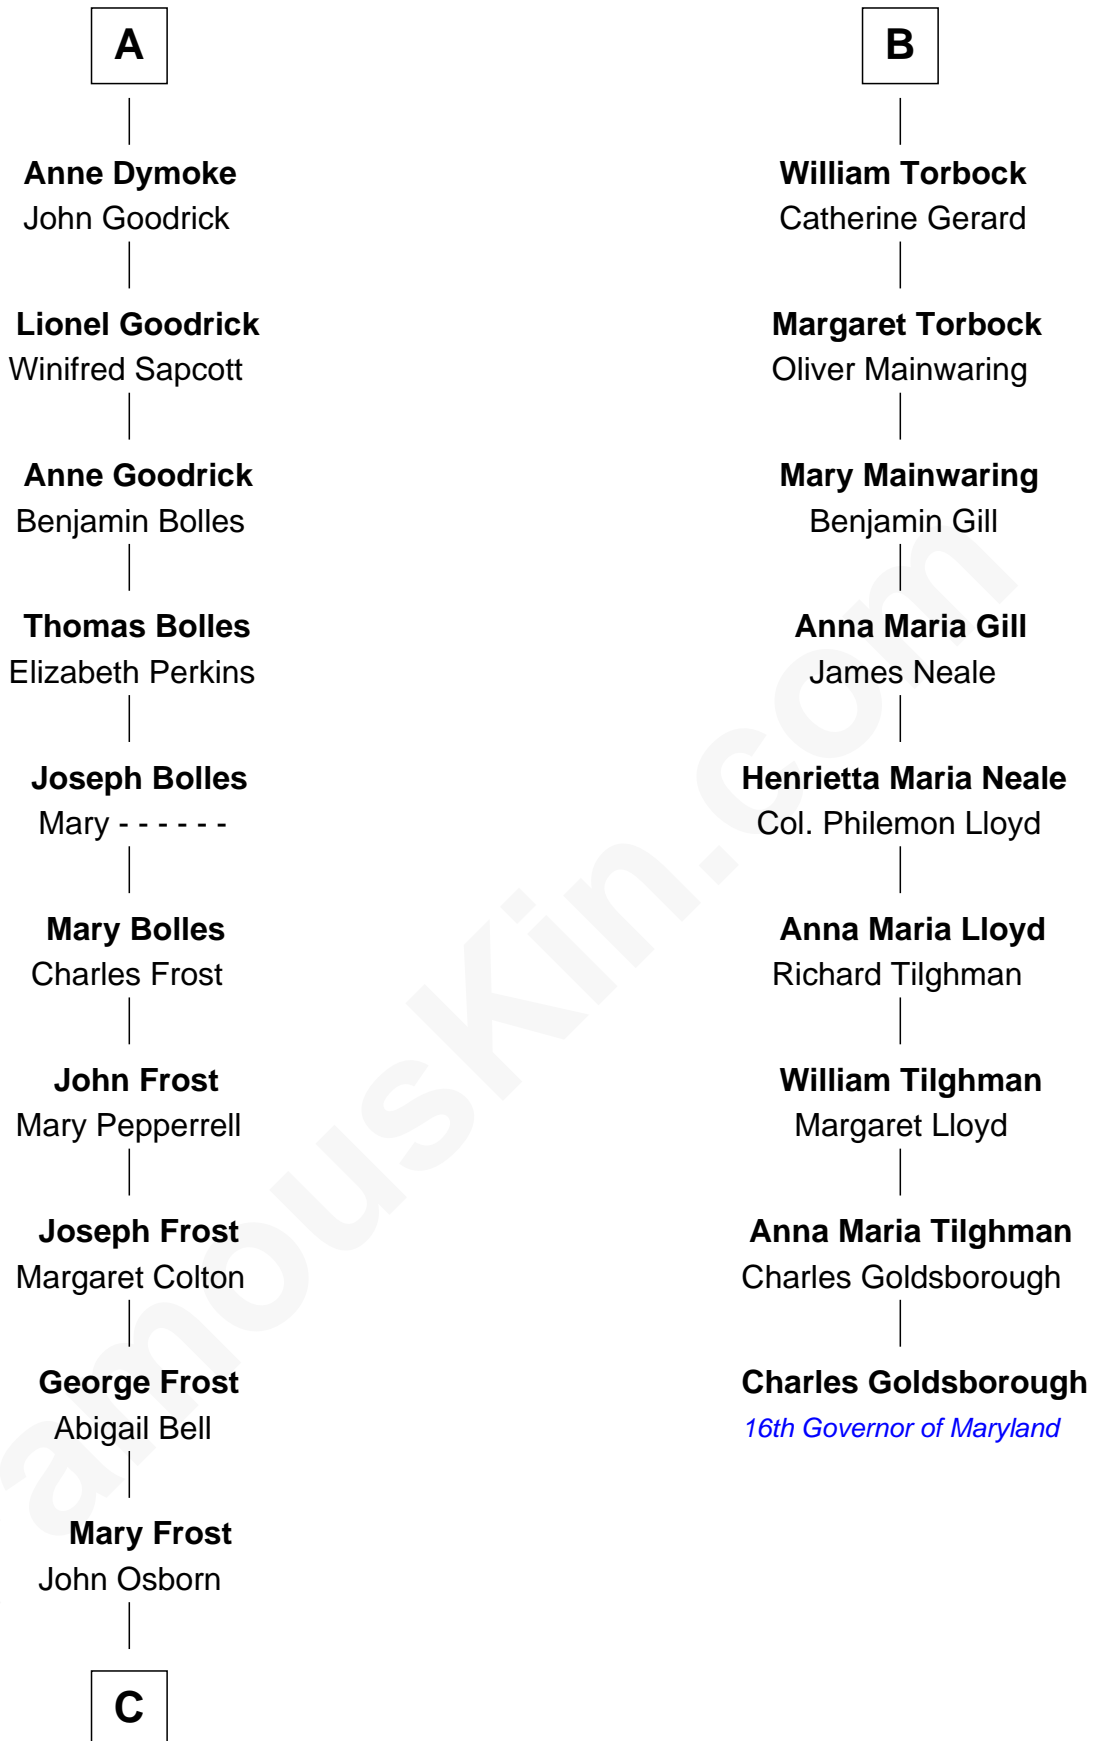 A
Anne Dymoke
John Goodrick
Lionel Goodrick
Winifred Sapcott
Anne Goodrick
Benjamin Bolles
Thomas Bolles
Elizabeth Perkins
Joseph Bolles
Mary - - - - - -
Mary Bolles
Charles Frost
John Frost
Mary Pepperrell
Joseph Frost
Margaret Colton
George Frost
Abigail Bell
Mary Frost
John Osborn
C
B
William Torbock
Catherine Gerard
Margaret Torbock
Oliver Mainwaring
Mary Mainwaring
Benjamin Gill
Anna Maria Gill
James Neale
Henrietta Maria Neale
Col. Philemon Lloyd
Anna Maria Lloyd
Richard Tilghman
William Tilghman
Margaret Lloyd
Anna Maria Tilghman
Charles Goldsborough
Charles Goldsborough
16th Governor of Maryland
amousKin.com